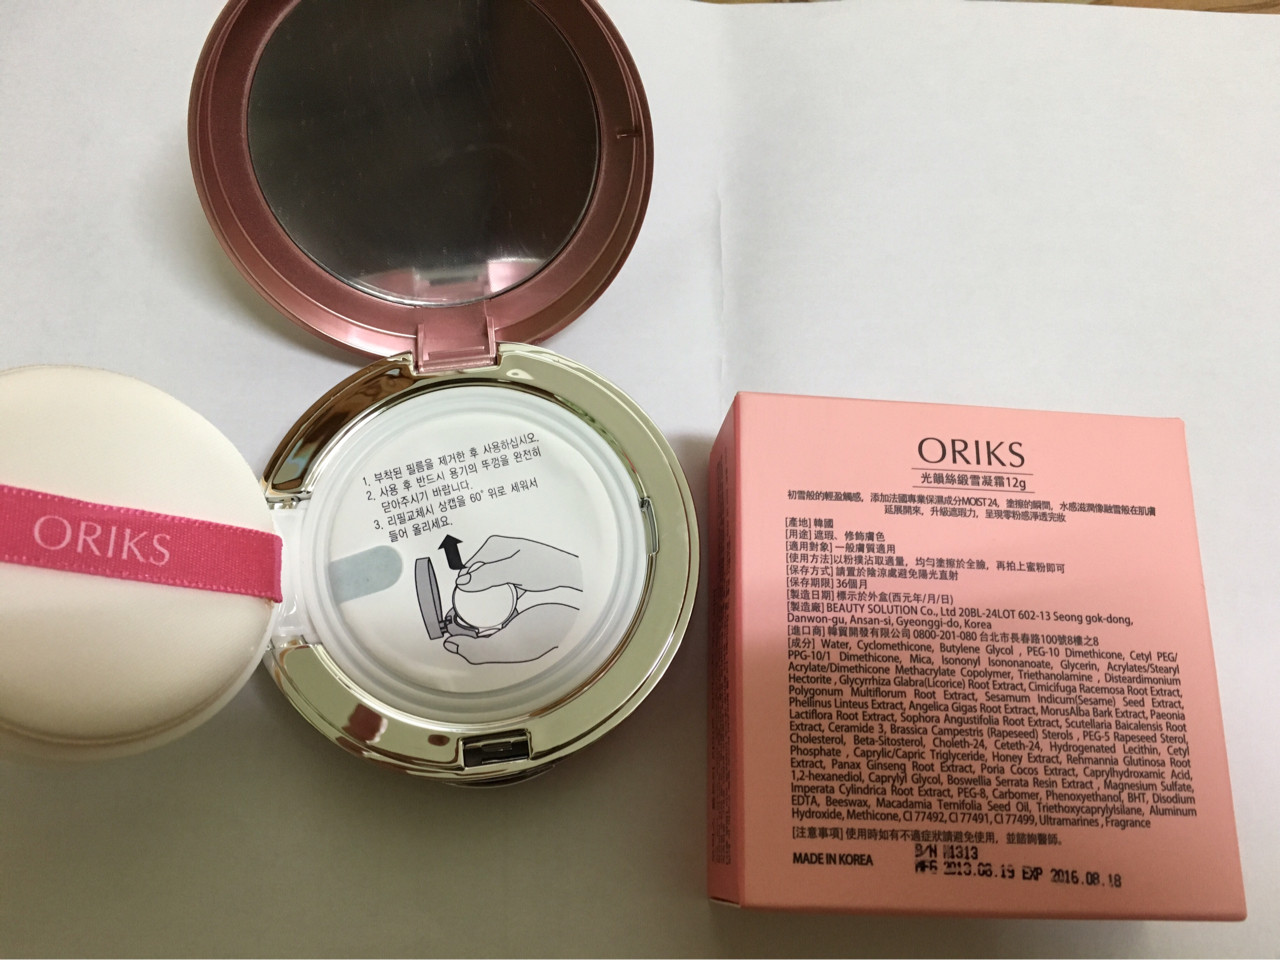 ORIKS
1. 부착된 필름을 제거한 후 사용하십시오.
2. 사용 후 반드시 용기의 뚜껑을 완전히
닫아주시기 바랍니다.
3. 리필교체시 상캡을 60° 위로 세워서
들어 올리세요.
ORIKS
光韻絲緞雪凝霜12g
初雪般的輕盈觸感，添加法國專業保濕成分MOIST 24，塗擦的瞬間，水感滋潤像融雪般在肌膚
延展開來，升級遮瑕力，呈現零粉感淨透完妝
[產地] 韓國
[用途] 遮瑕、修飾膚色
[適用對象] 一般膚質適用
[使用方法]以粉撲沾取適量，均勻塗擦於全臉，再拍上蜜粉即可
[保存方式] 請置於陰涼處避免陽光直射
[保存期限] 36個月
[製造日期] 標示於外盒(西元年/月/日)
[製造廠] BEAUTY SOLUTION Co., Ltd 20BL-24LOT 602-13 Seong gok-dong,
Danwon-gu, Ansan-si, Gyeonggi-do, Korea
[進口商] 韓貿開發有限公司 0800-201-080 台北市長春路100號8樓之8
[成分] Water, Cyclomethicone, Butylene Glycol , PEG-10 Dimethicone, Cetyl PEG/
PPG-10/1 Dimethicone, Mica, Isononyl Isononanoate, Glycerin, Acrylates/Stearyl
Acrylate/Dimethicone Methacrylate Copolymer, Triethanolamine , Disteardimonium
Hectorite , Glycyrrhiza Glabra(Licorice) Root Extract, Cimicifuga Racemosa Root Extract,
Polygonum Multiflorum Root Extract, Sesamum Indicum(Sesame) Seed Extract,
Phellinus Linteus Extract, Angelica Gigas Root Extract, MorusAlba Bark Extract, Paeonia
Lactiflora Root Extract, Sophora Angustifolia Root Extract, Scutellaria Baicalensis Root
Extract, Ceramide 3, Brassica Campestris (Rapeseed) Sterols , PEG-5 Rapeseed Sterol,
Cholesterol, Beta-Sitosterol, Choleth-24, Ceteth-24, Hydrogenated Lecithin, Cetyl
Phosphate , Caprylic/Capric Triglyceride, Honey Extract, Rehmannia Glutinosa Root
Extract, Panax Ginseng Root Extract, Poria Cocos Extract, Caprylhydroxamic Acid,
1,2-hexanediol, Caprylyl Glycol, Boswellia Serrata Resin Extract , Magnesium Sulfate,
Imperata Cylindrica Root Extract, PEG-8, Carbomer, Phenoxyethanol, BHT, Disodium
EDTA, Beeswax, Macadamia Ternifolia Seed Oil, Triethoxycaprylylsilane, Aluminum
Hydroxide, Methicone, CI 77492, CI 77491, CI 77499, Ultramarines , Fragrance
[注意事項] 使用時如有不適症狀請避免使用，並諮詢醫師。
MADE IN KOREA
B/N 1313
MFG 2013.08.19 EXP 2016.08.18